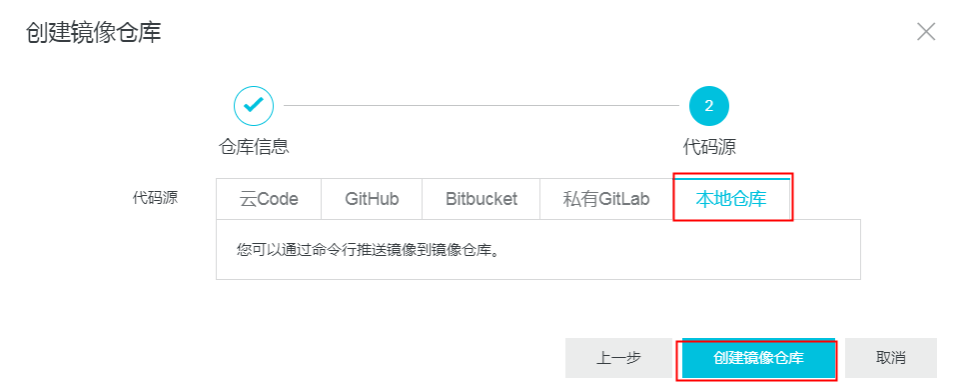 创建镜像仓库
2
仓库信息
代码源
代码源
云Code
GitHub
Bitbucket
私有GitLab
本地仓库
您可以通过命令行推送镜像到镜像仓库。
上一步
创建镜像仓库
取消